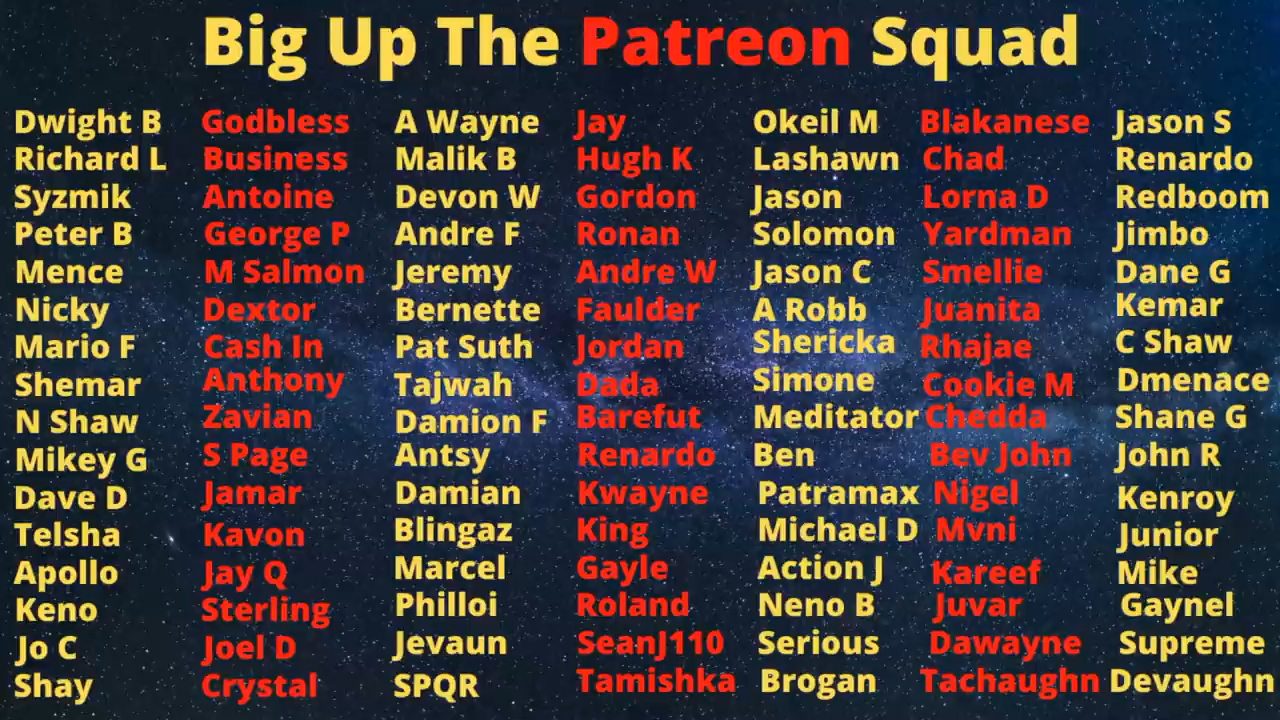 Big Up The Patreon Squad
Dwight B Godbless A Wayne Jay Okeil M Blakanese Jason S
Richard L Business Malik B Hugh K Lashawn Chad Renardo
Syzmik Antoine Devon W Gordon Jason Lorna D Redboom
Peter B George P Andre F Ronan Solomon Yardman Jimbo
Mence M Salmon Jeremy Andre W Jason C Smellie Dane G
Nicky Dextor Bernette Faulder A Robb Juanita Kemar
Mario F Cash In Pat Suth Jordan Shericka Rhajae C Shaw
Shemar Anthony Tajwah Dada Simone Cookie M Dmenace
N Shaw Zavian Damion F Barefut Meditator Chedda Shane G
Mikey G S Page Antsy Renardo Ben Bev John John R
Dave D Jamar Damian Kwayne Patramax Nigel Kenroy
Telsha Kavon Blingaz King Michael D Mvni Junior
Apollo Jay Q Marcel Gayle Action J Kareef Mike
Keno Sterling Philloi Roland Neno B Juvar Gaynel
Jo C Joel D Jevaun SeanJ110 Serious Dawayne Supreme
Shay Crystal SPQR Tamishka Brogan Tachaughn Devaughn